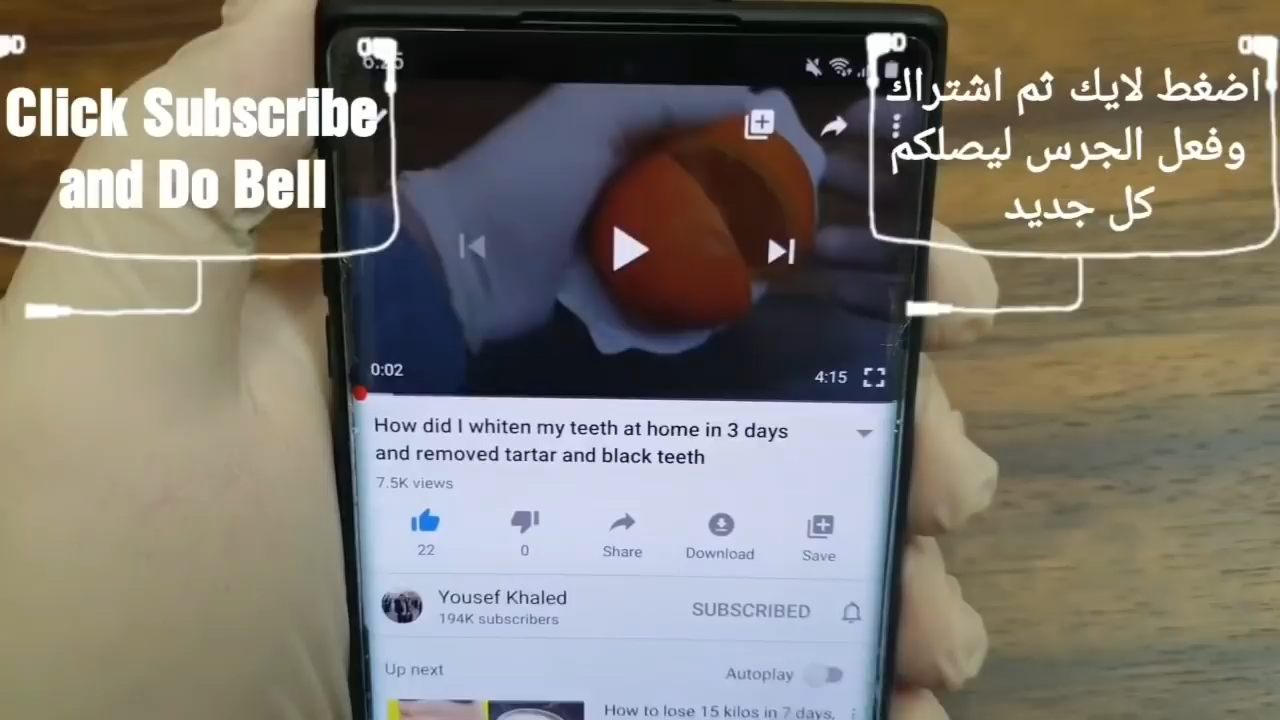 6:25
Click Subscribe
and Do Bell
اضغط لايك ثم اشتراك
وفعل الجرس ليصلكم
كل جديد
0:02
4:15
How did I whiten my teeth at home in 3 days
and removed tartar and black teeth
7.5K views
22
0
Share
Download
Save
Yousef Khaled
194K subscribers
SUBSCRIBED
Up next
Autoplay
How to lose 15 kilos in 7 days,